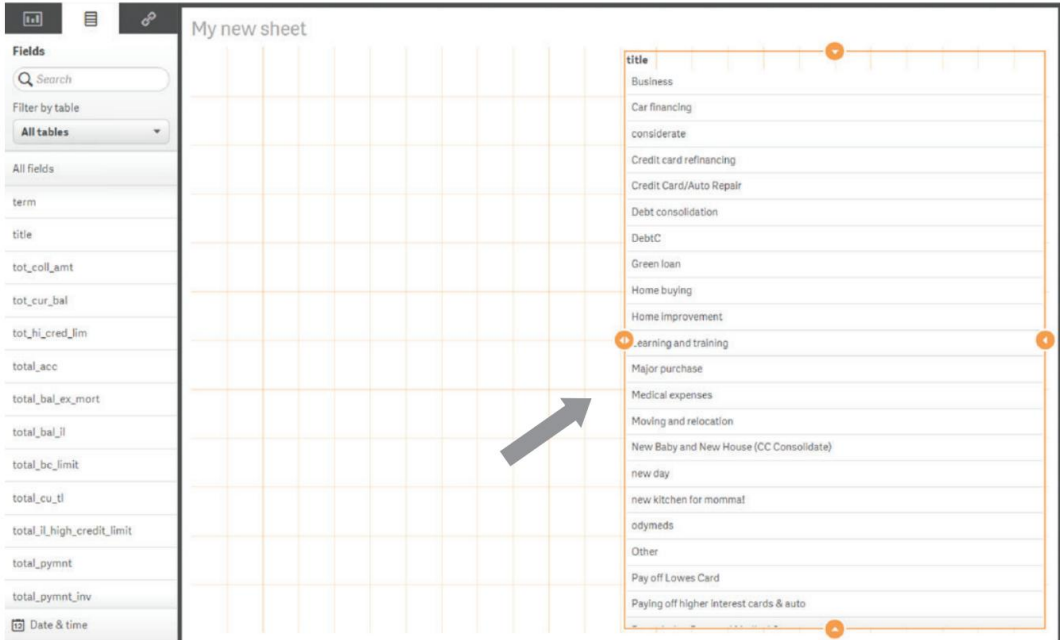 My new sheet
Fields
Search
Filter by table
All tables
All fields
term
title
tot_coll_amt
tot_cur_bal
tot_hi_cred_lim
total_acc
total_bal_ex_mort
total_bal_il
total_bc_limit
total_cu_tl
total_il_high_credit_limit
total_pymnt
total_pymnt_inv
Date & time
title
Business
Car financing
considerate
Credit card refinancing
Credit Card/Auto Repair
Debt consolidation
DebtC
Green loan
Home buying
Home improvement
Learning and training
Major purchase
Medical expenses
Moving and relocation
New Baby and New House (CC Consolidate)
new day
new kitchen for momma!
odymeds
Other
Pay off Lowes Card
Paying off higher interest cards & auto